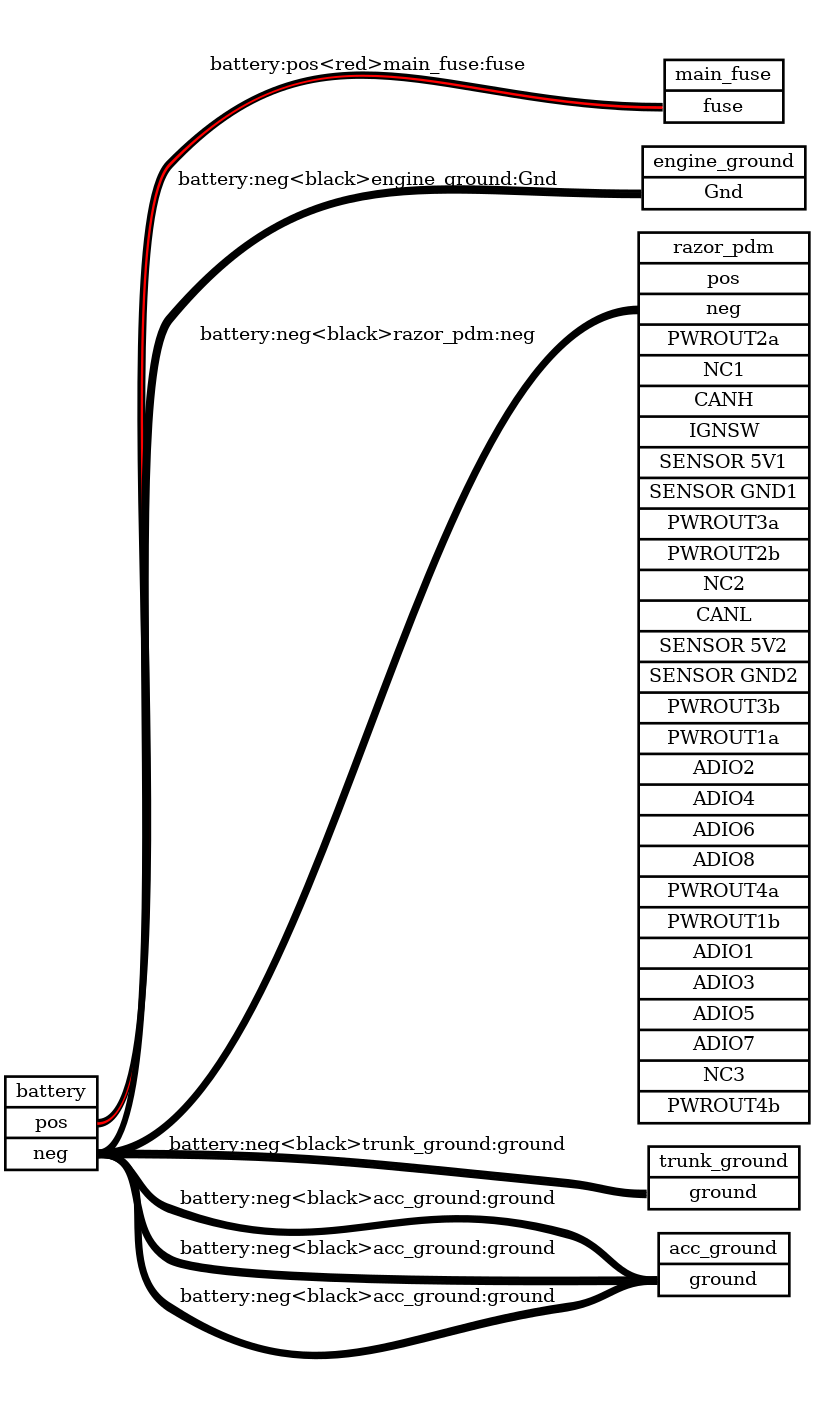 battery:pos<red>main_fuse:fuse
main_fuse
fuse
battery:neg<black>engine_ground:Gnd
engine_ground
Gnd
battery:neg<black>razor_pdm:neg
razor_pdm
pos
neg
PWROUT2a
NC1
CANH
IGNSW
SENSOR 5V1
SENSOR GND1
PWROUT3a
PWROUT2b
NC2
CANL
SENSOR 5V2
SENSOR GND2
PWROUT3b
PWROUT1a
ADIO2
ADIO4
ADIO6
ADIO8
PWROUT4a
PWROUT1b
ADIO1
ADIO3
ADIO5
ADIO7
NC3
PWROUT4b
battery
pos
neg
battery:neg<black>trunk_ground:ground
trunk_ground
ground
battery:neg<black>acc_ground:ground
battery:neg<black>acc_ground:ground
battery:neg<black>acc_ground:ground
acc_ground
ground